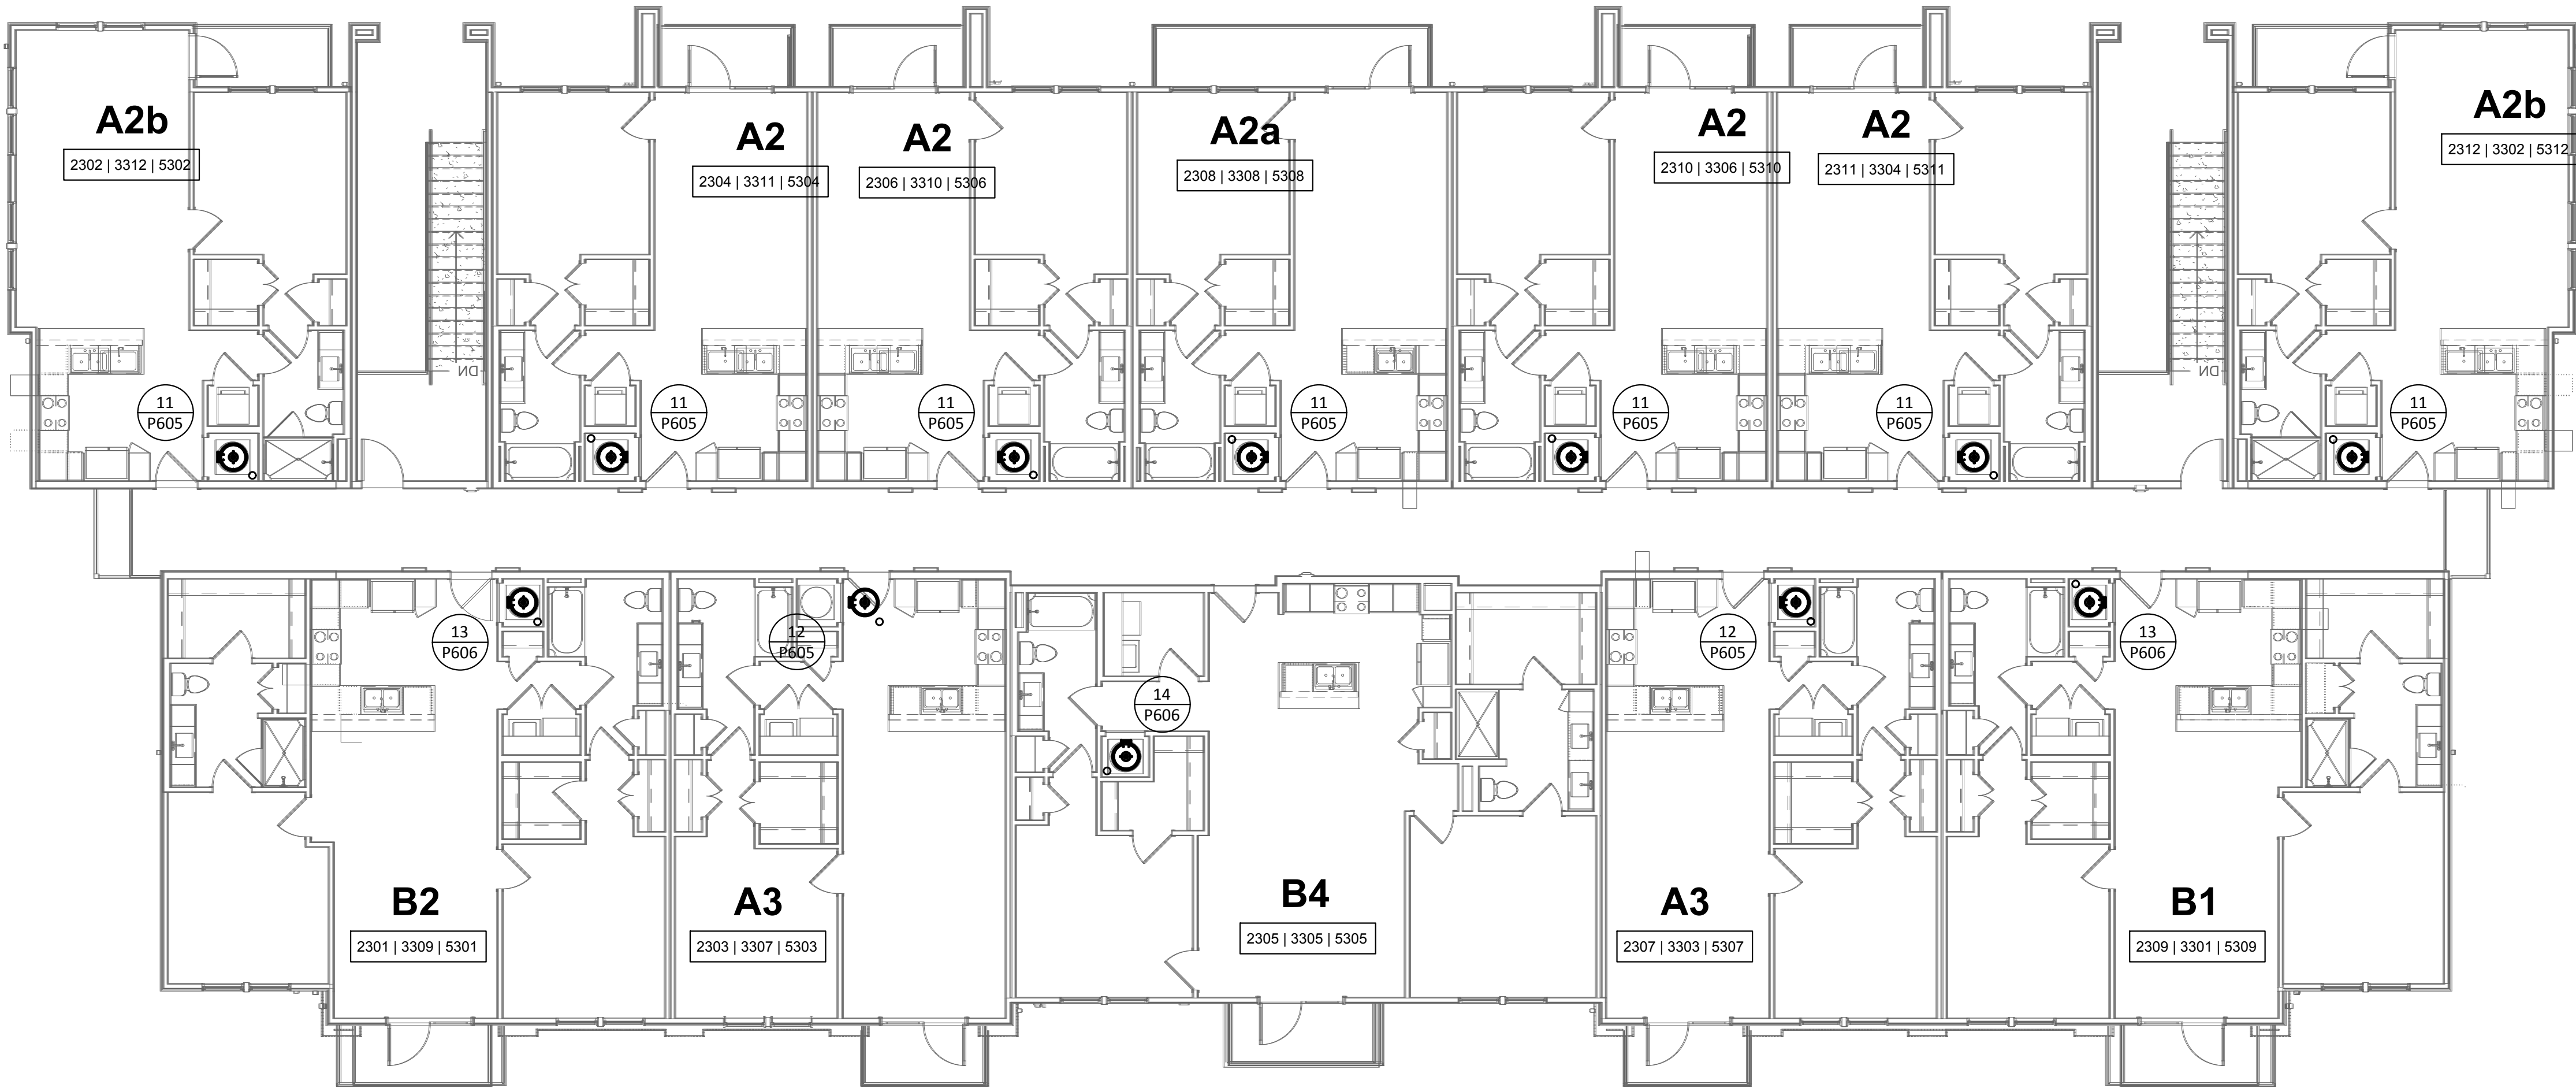 A2b
2302 | 3312 | 5302
A2
2304 | 3311 | 5304
A2
2306 | 3310 | 5306
A2a
2308 | 3308 | 5308
A2
2310 | 3306 | 5310
A2
2311 | 3304 | 5311
A2b
2312 | 3302 | 5312
DN
DN
11
P605
11
P605
11
P605
11
P605
11
P605
11
P605
11
P605
13
P606
12
P605
14
P606
12
P605
13
P606
B2
2301 | 3309 | 5301
A3
2303 | 3307 | 5303
B4
2305 | 3305 | 5305
A3
2307 | 3303 | 5307
B1
2309 | 3301 | 5309